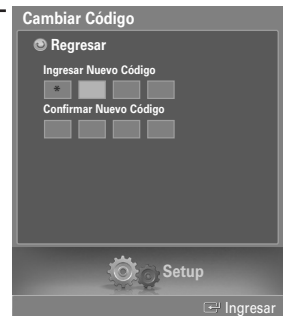 Cambiar Código
Regresar
Ingresar Nuevo Código
*
Confirmar Nuevo Código
Setup
Ingresar